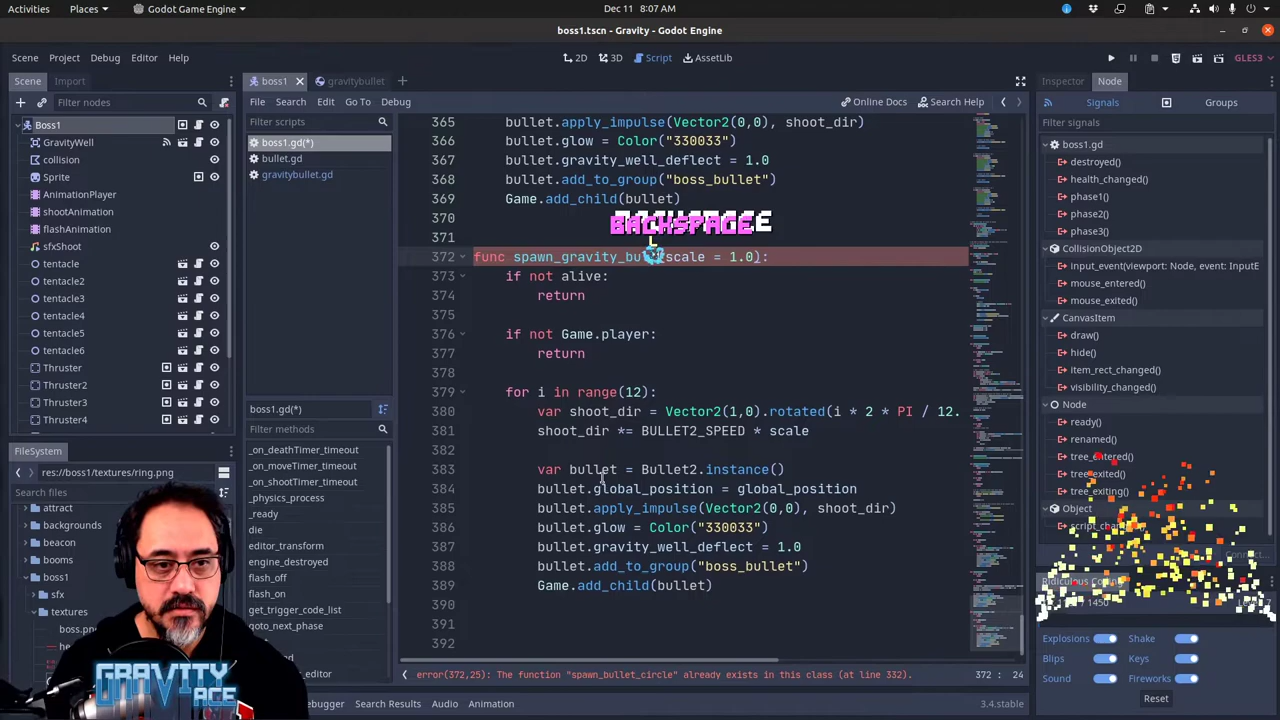 Activities
Places
Godot Game Engine
Dec 11 8:07 AM
boss1.tscn - Gravity - Godot Engine
Scene
Project
Debug
Editor
Help
2D
3D
Script
AssetLib
GLES3
Scene
Import
boss1
gravitybullet
Inspector
Node
Filter nodes
File
Search
Edit
Go To
Debug
Online Docs
Search Help
Signals
Groups
Boss1
GravityWell
collision
Sprite
AnimationPlayer
shootAnimation
flashAnimation
sfxShoot
tentacle
tentacle2
tentacle3
tentacle4
tentacle5
tentacle6
Thruster
Thruster2
Thruster3
Thruster4
FileSystem
res://boss1/textures/ring.png
Search files
attract
backgrounds
beacon
booms
boss1
sfx
textures
boss.pn
Filter scripts
boss1.gd(*)
bullet.gd
gravitybullet.gd
boss1.gd(*)
Filter methods
_on_deathTimer_timeout
_on_moveTimer_timeout
_on_shootTimer_timeout
_physics_process
_ready
die
editor_transform
engine_destroyed
flash_off
flash_on
get_trigger_code_list
goto_next_phase
365 bullet.apply_impulse(Vector2(0,0), shoot_dir)
366 bullet.glow = Color("330033")
367 bullet.gravity_well_deflect = 1.0
368 bullet.add_to_group("boss_bullet")
369 Game.add_child(bullet)
370
BACKSPACE
371
372 func spawn_gravity_bu scale = 1.0):
373 if not alive:
374 return
375
376 if not Game.player:
377 return
378
379 for i in range(12):
380 var shoot_dir = Vector2(1,0).rotated(i * 2 * PI / 12.
381 shoot_dir *= BULLET2_SPEED * scale
382
383 var bullet = Bullet2.instance()
384 bullet.global_position = global_position
385 bullet.apply_impulse(Vector2(0,0), shoot_dir)
386 bullet.glow = Color("330033")
387 bullet.gravity_well_deflect = 1.0
388 bullet.add_to_group("boss_bullet")
389 Game.add_child(bullet)
390
391
392
error(372,25): The function "spawn_bullet_circle" already exists in this class (at line 332).
372 : 24
Search Results
Audio
Animation
3.4.stable
Filter signals
boss1.gd
destroyed()
health_changed()
phase1()
phase2()
phase3()
CollisionObject2D
input_event(viewport: Node, event: InputE
mouse_entered()
mouse_exited()
CanvasItem
draw()
hide()
item_rect_changed()
visibility_changed()
Node
ready()
renamed()
tree_entered()
tree_exited()
tree_exiting()
Object
1450
Explosions
Shake
Blips
Keys
Sound
Fireworks
Reset
GRAVITY
ACE